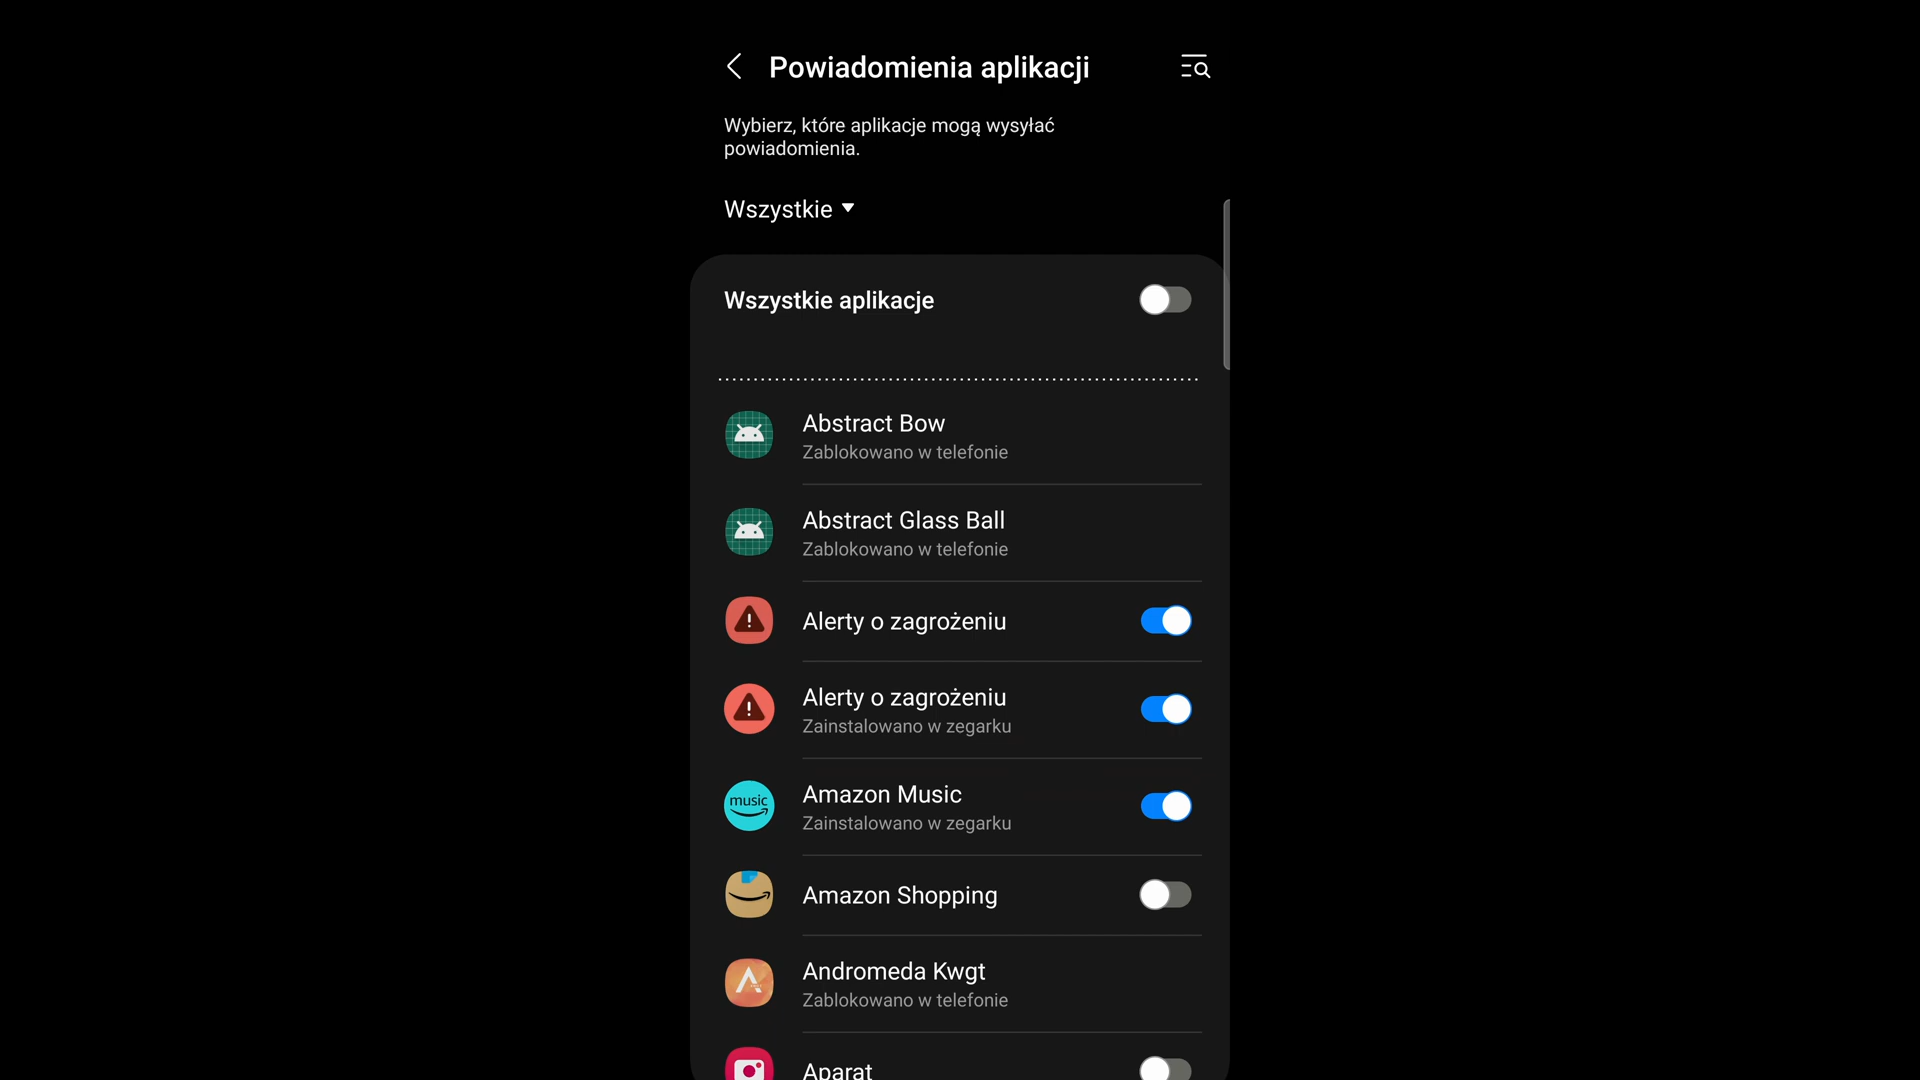 Powiadomienia aplikacji
Wybierz, które aplikacje mogą wysyłać
powiadomienia.
Wszystkie
Wszystkie aplikacje
Abstract Bow
Zablokowano w telefonie
Abstract Glass Ball
Zablokowano w telefonie
Alerty o zagrożeniu
Alerty o zagrożeniu
Zainstalowano w zegarku
music
Amazon Music
Zainstalowano w zegarku
Amazon Shopping
Andromeda Kwgt
Zablokowano w telefonie
Aparat